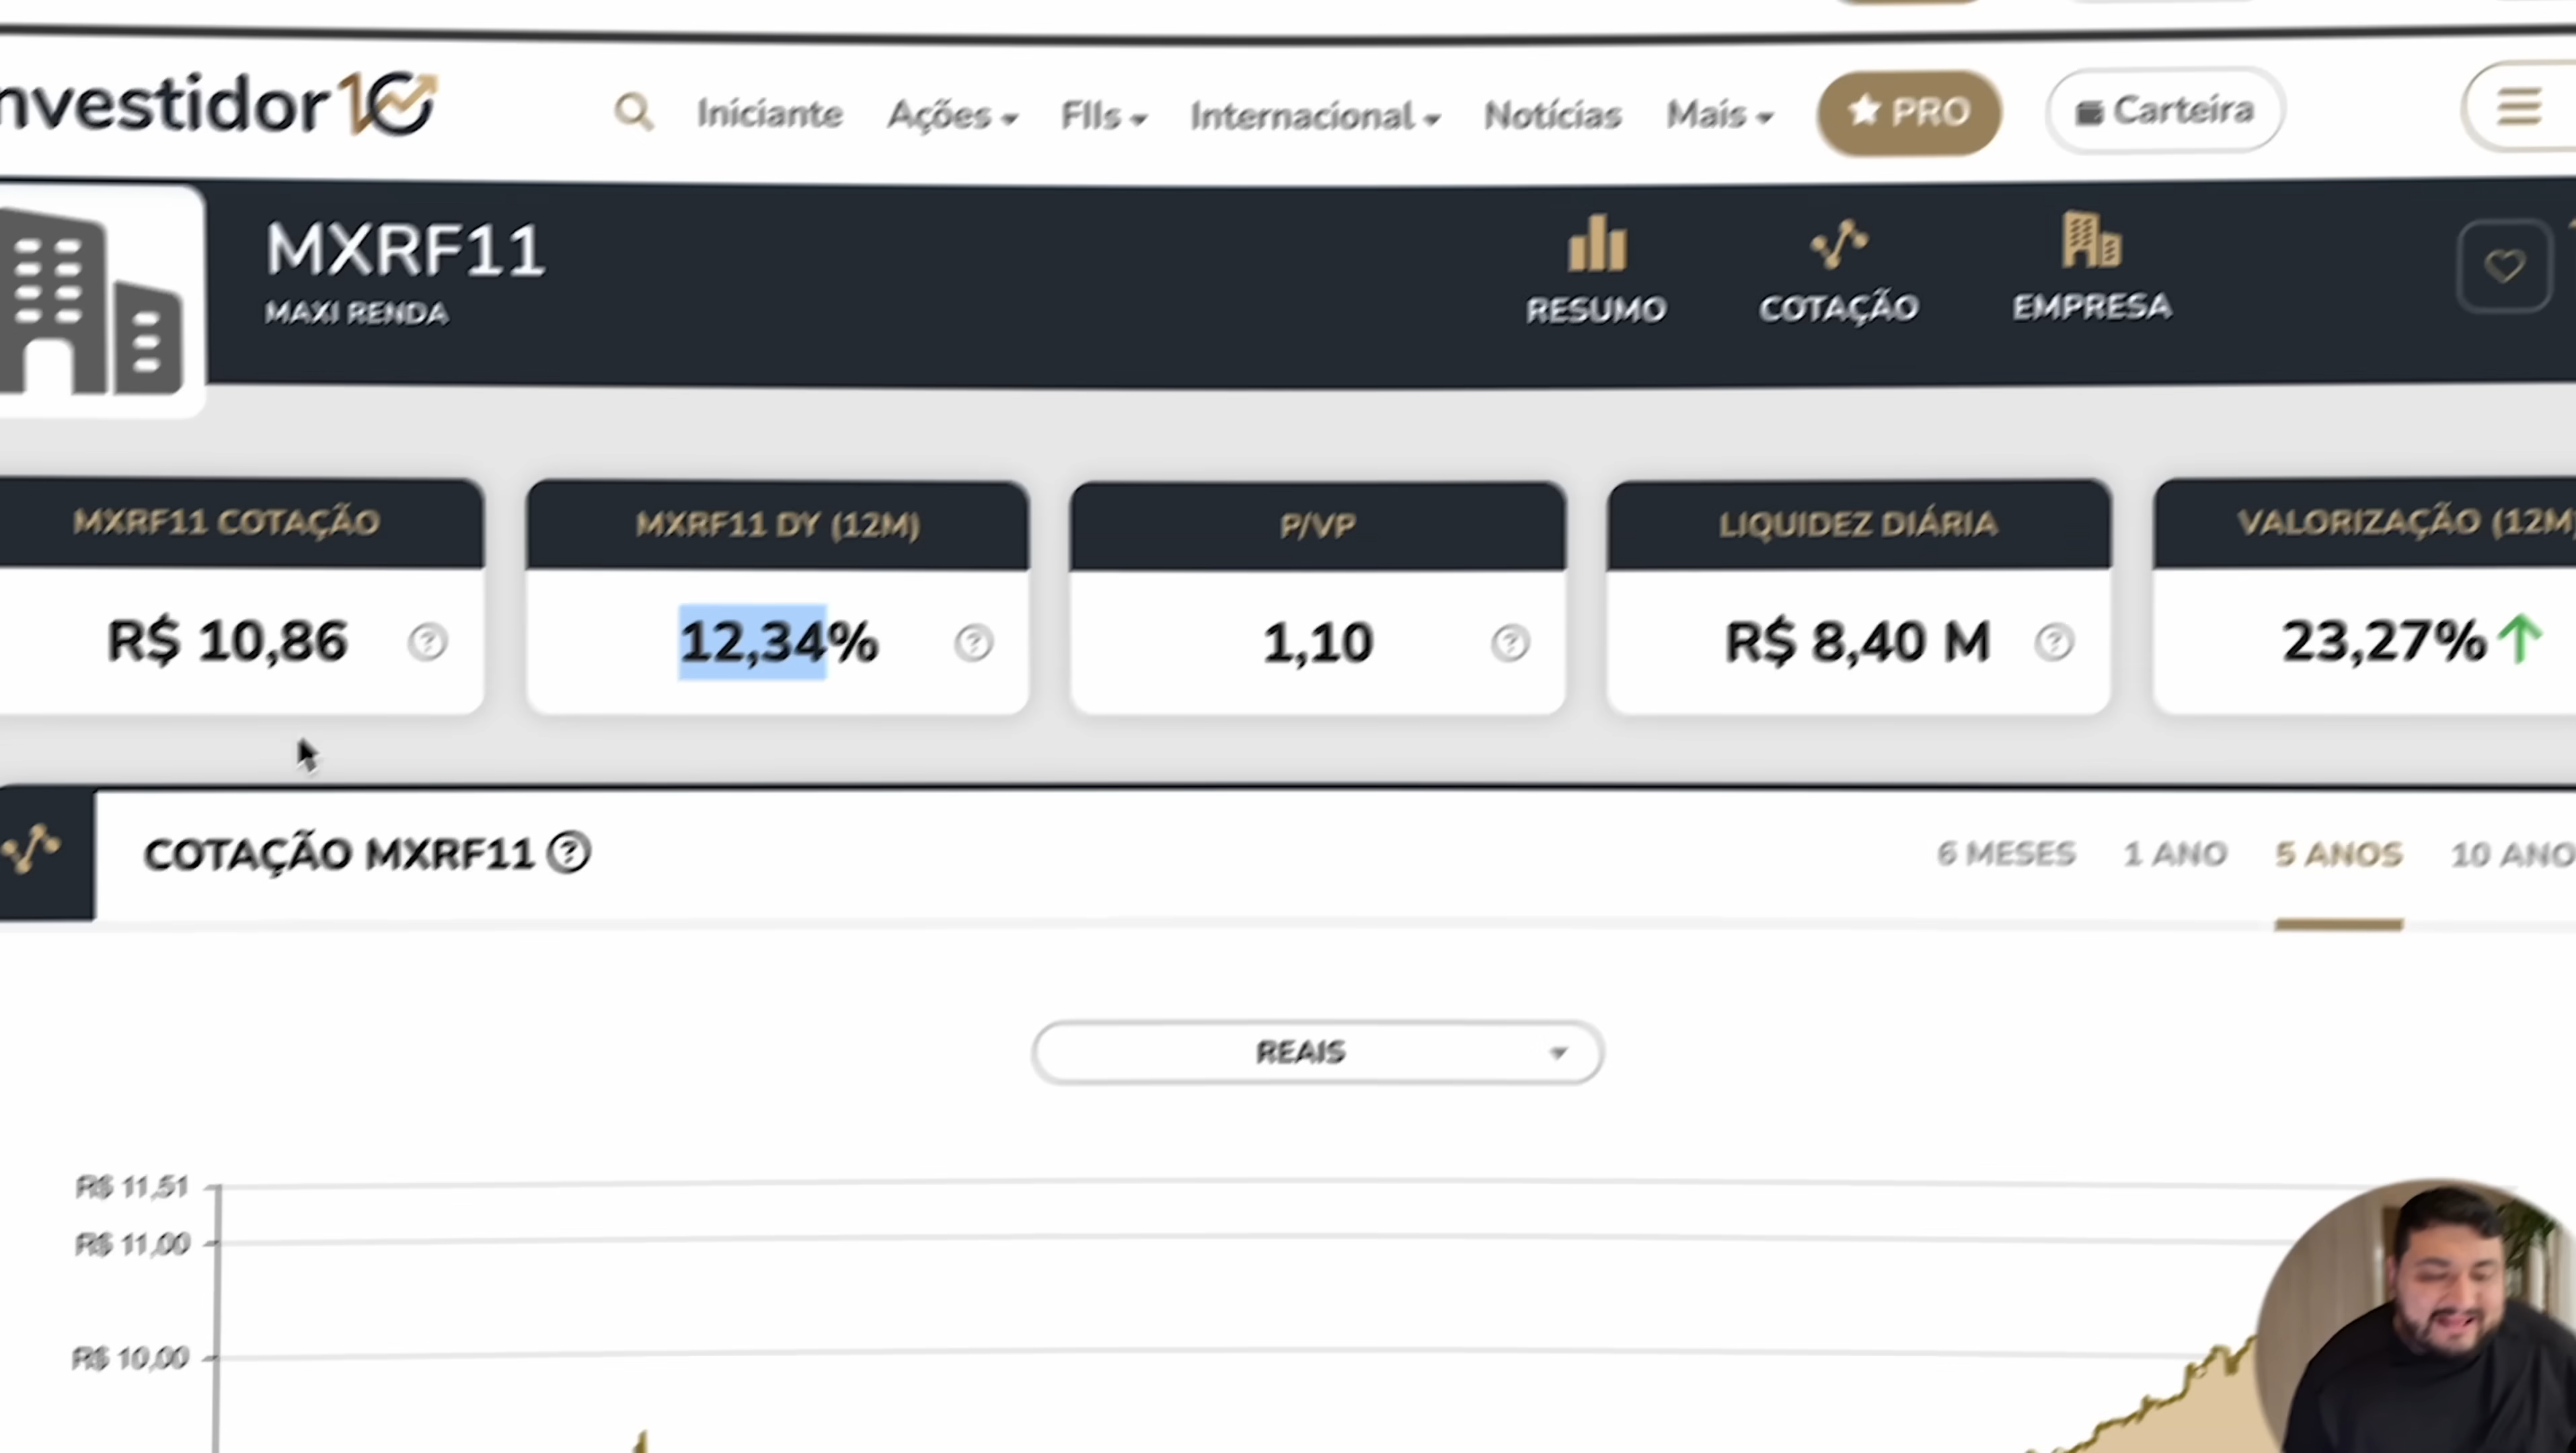 nvestidor10
Iniciante Ações FIIs Internacional Notícias Mais PRO Carteira
MXRF11
MAXI RENDA
RESUMO COTAÇÃO EMPRESA
MXRF11 COTAÇÃO
R$ 10,86
MXRF11 DY (12M)
12,34%
P/VP
1,10
LIQUIDEZ DIÁRIA
R$ 8,40 M
VALORIZAÇÃO (12M
23,27%
COTAÇÃO MXRF11
6 MESES 1 ANO 5 ANOS 10 ANO
REAIS
R$ 11,51
R$ 11,00
R$ 10,00